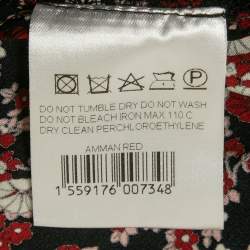 P
DO NOT TUMBLE DRY DO NOT WASH
DO NOT BLEACH IRON MAX 110 C
DRY CLEAN PERCHLOROETHYLENE
AMMAN RED
1 559176 007348